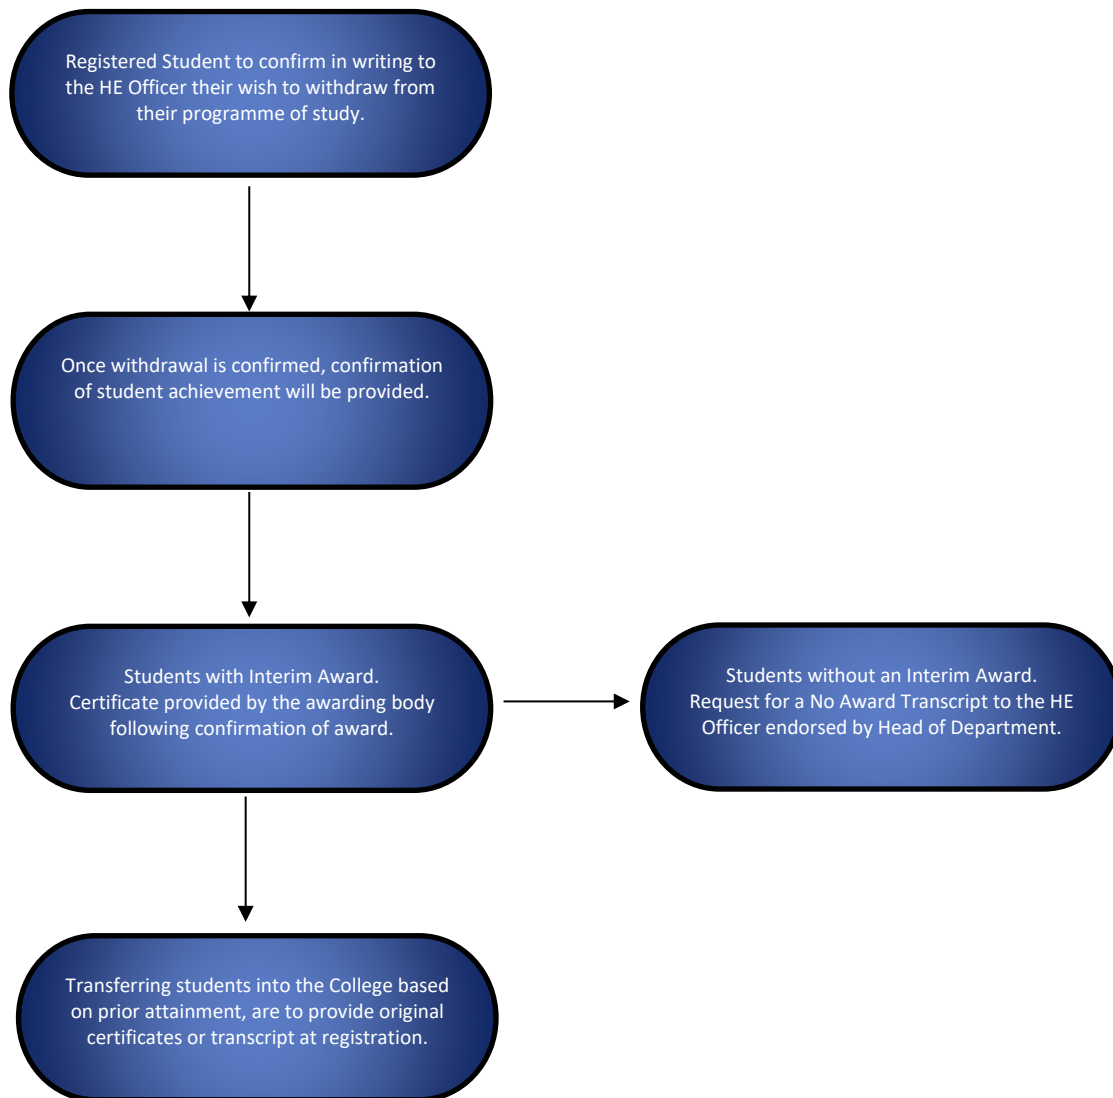 Registered Student to confirm in writing to
the HE Officer their wish to withdraw from
their programme of study.
Once withdrawal is confirmed, confirmation
of student achievement will be provided.
Students with Interim Award.
Certificate provided by the awarding body
following confirmation of award.
Students without an Interim Award.
Request for a No Award Transcript to the HE
Officer endorsed by Head of Department.
Transferring students into the College based
on prior attainment, are to provide original
certificates or transcript at registration.